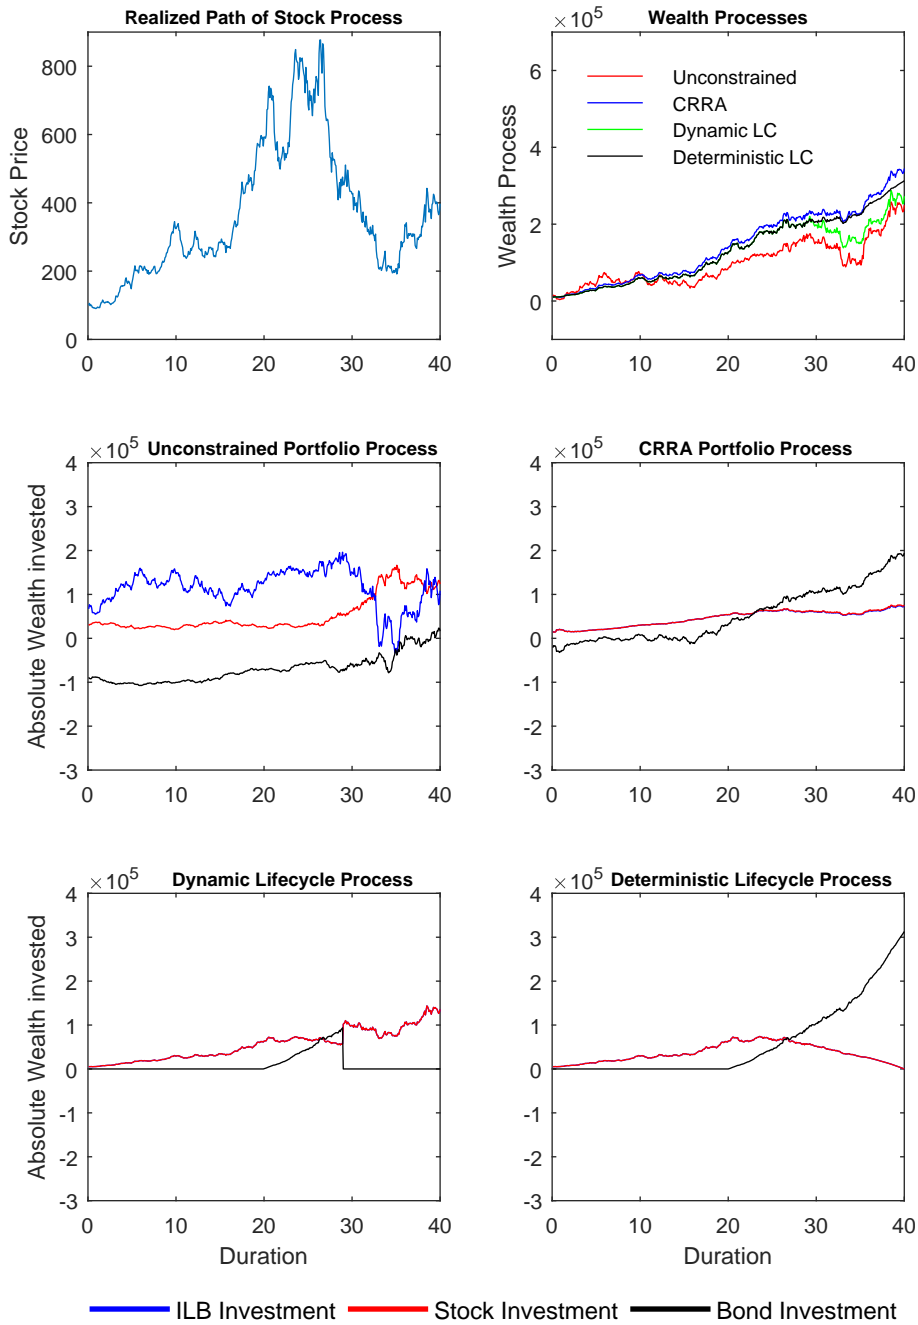 Realized Path of Stock Process
Stock Price
800
600
400
200
0
0 10 20 30 40
Wealth Processes
×10^5
Wealth Process
6
4
2
0
Unconstrained
CRRA
Dynamic LC
Deterministic LC
0 10 20 30 40
×10^5 Unconstrained Portfolio Process
Absolute Wealth invested
4
3
2
1
0
-1
-2
-3
0 10 20 30 40
×10^5 CRRA Portfolio Process
4
3
2
1
0
-1
-2
-3
0 10 20 30 40
×10^5 Dynamic Lifecycle Process
Absolute Wealth invested
4
3
2
1
0
-1
-2
-3
0 10 20 30 40
Duration
×10^5 Deterministic Lifecycle Process
4
3
2
1
0
-1
-2
-3
0 10 20 30 40
Duration
ILB Investment Stock Investment Bond Investment